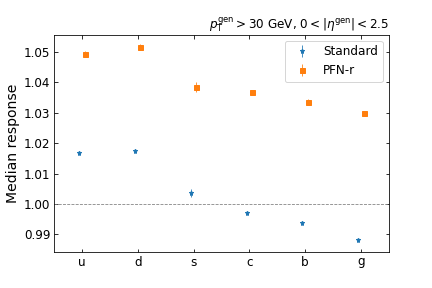 p_T^gen > 30 GeV, 0 < |η^gen| < 2.5
Standard
PFN-r
Median response
1.05
1.04
1.03
1.02
1.01
1.00
0.99
u d s c b g